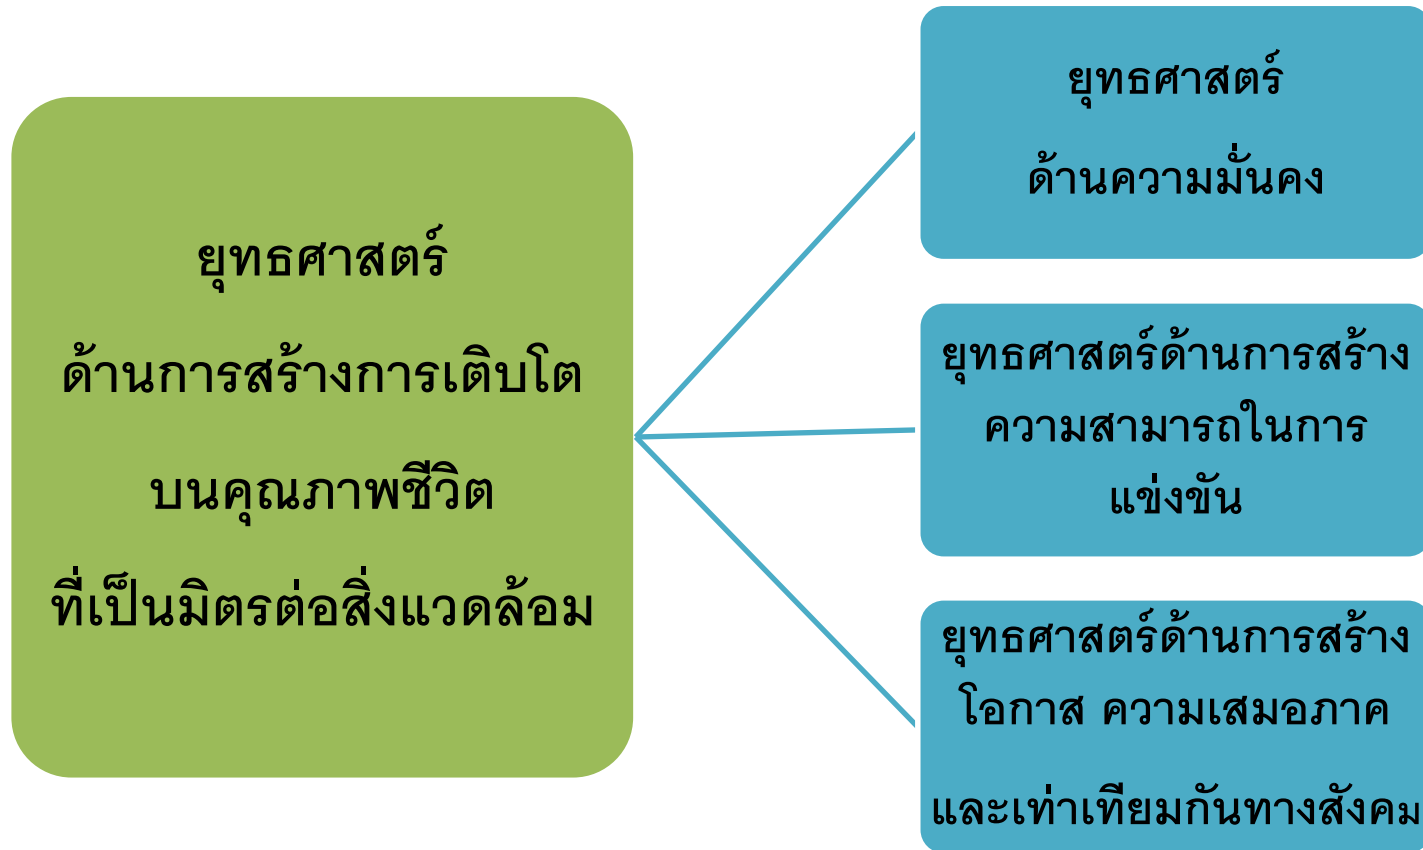 ยุทธศาสตร์
ด้านการสร้างการเติบโต
บนคุณภาพชีวิต
ที่เป็นมิตรต่อสิ่งแวดล้อม
ยุทธศาสตร์
ด้านความมั่นคง
ยุทธศาสตร์ด้านการสร้าง
ความสามารถในการ
แข่งขัน
ยุทธศาสตร์ด้านการสร้าง
โอกาส ความเสมอภาค
และเท่าเทียมกันทางสังคม